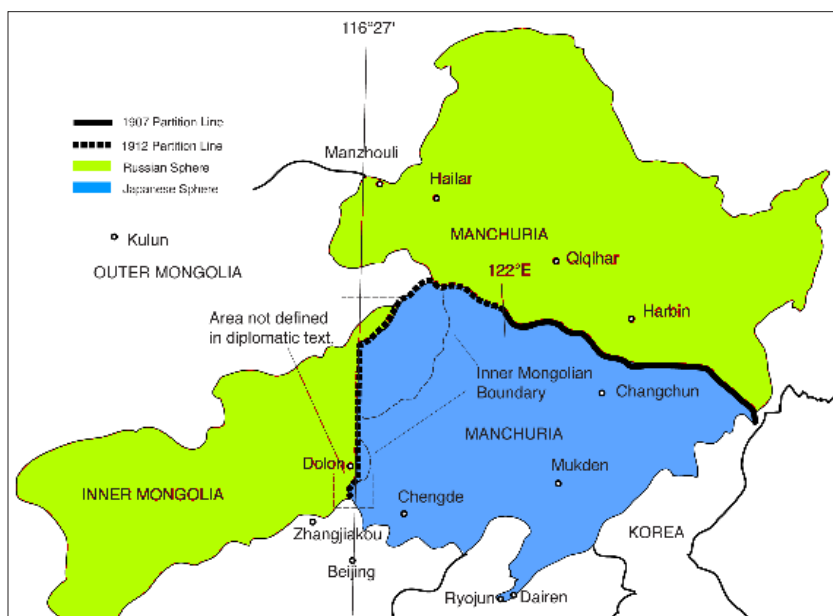 116°27'
1907 Partition Line
1912 Partition Line
Russian Sphere
Japanese Sphere
Manzhouli
Hailar
Kulun
MANCHURIA
OUTER MONGOLIA
Qiqihar
122°E
Area not defined
in diplomatic text.
Harbin
Inner Mongolian
Boundary
Changchun
MANCHURIA
Dolon
Mukden
INNER MONGOLIA
Chengde
Zhangjiakou
KOREA
Beijing
Ryojun
Dairen